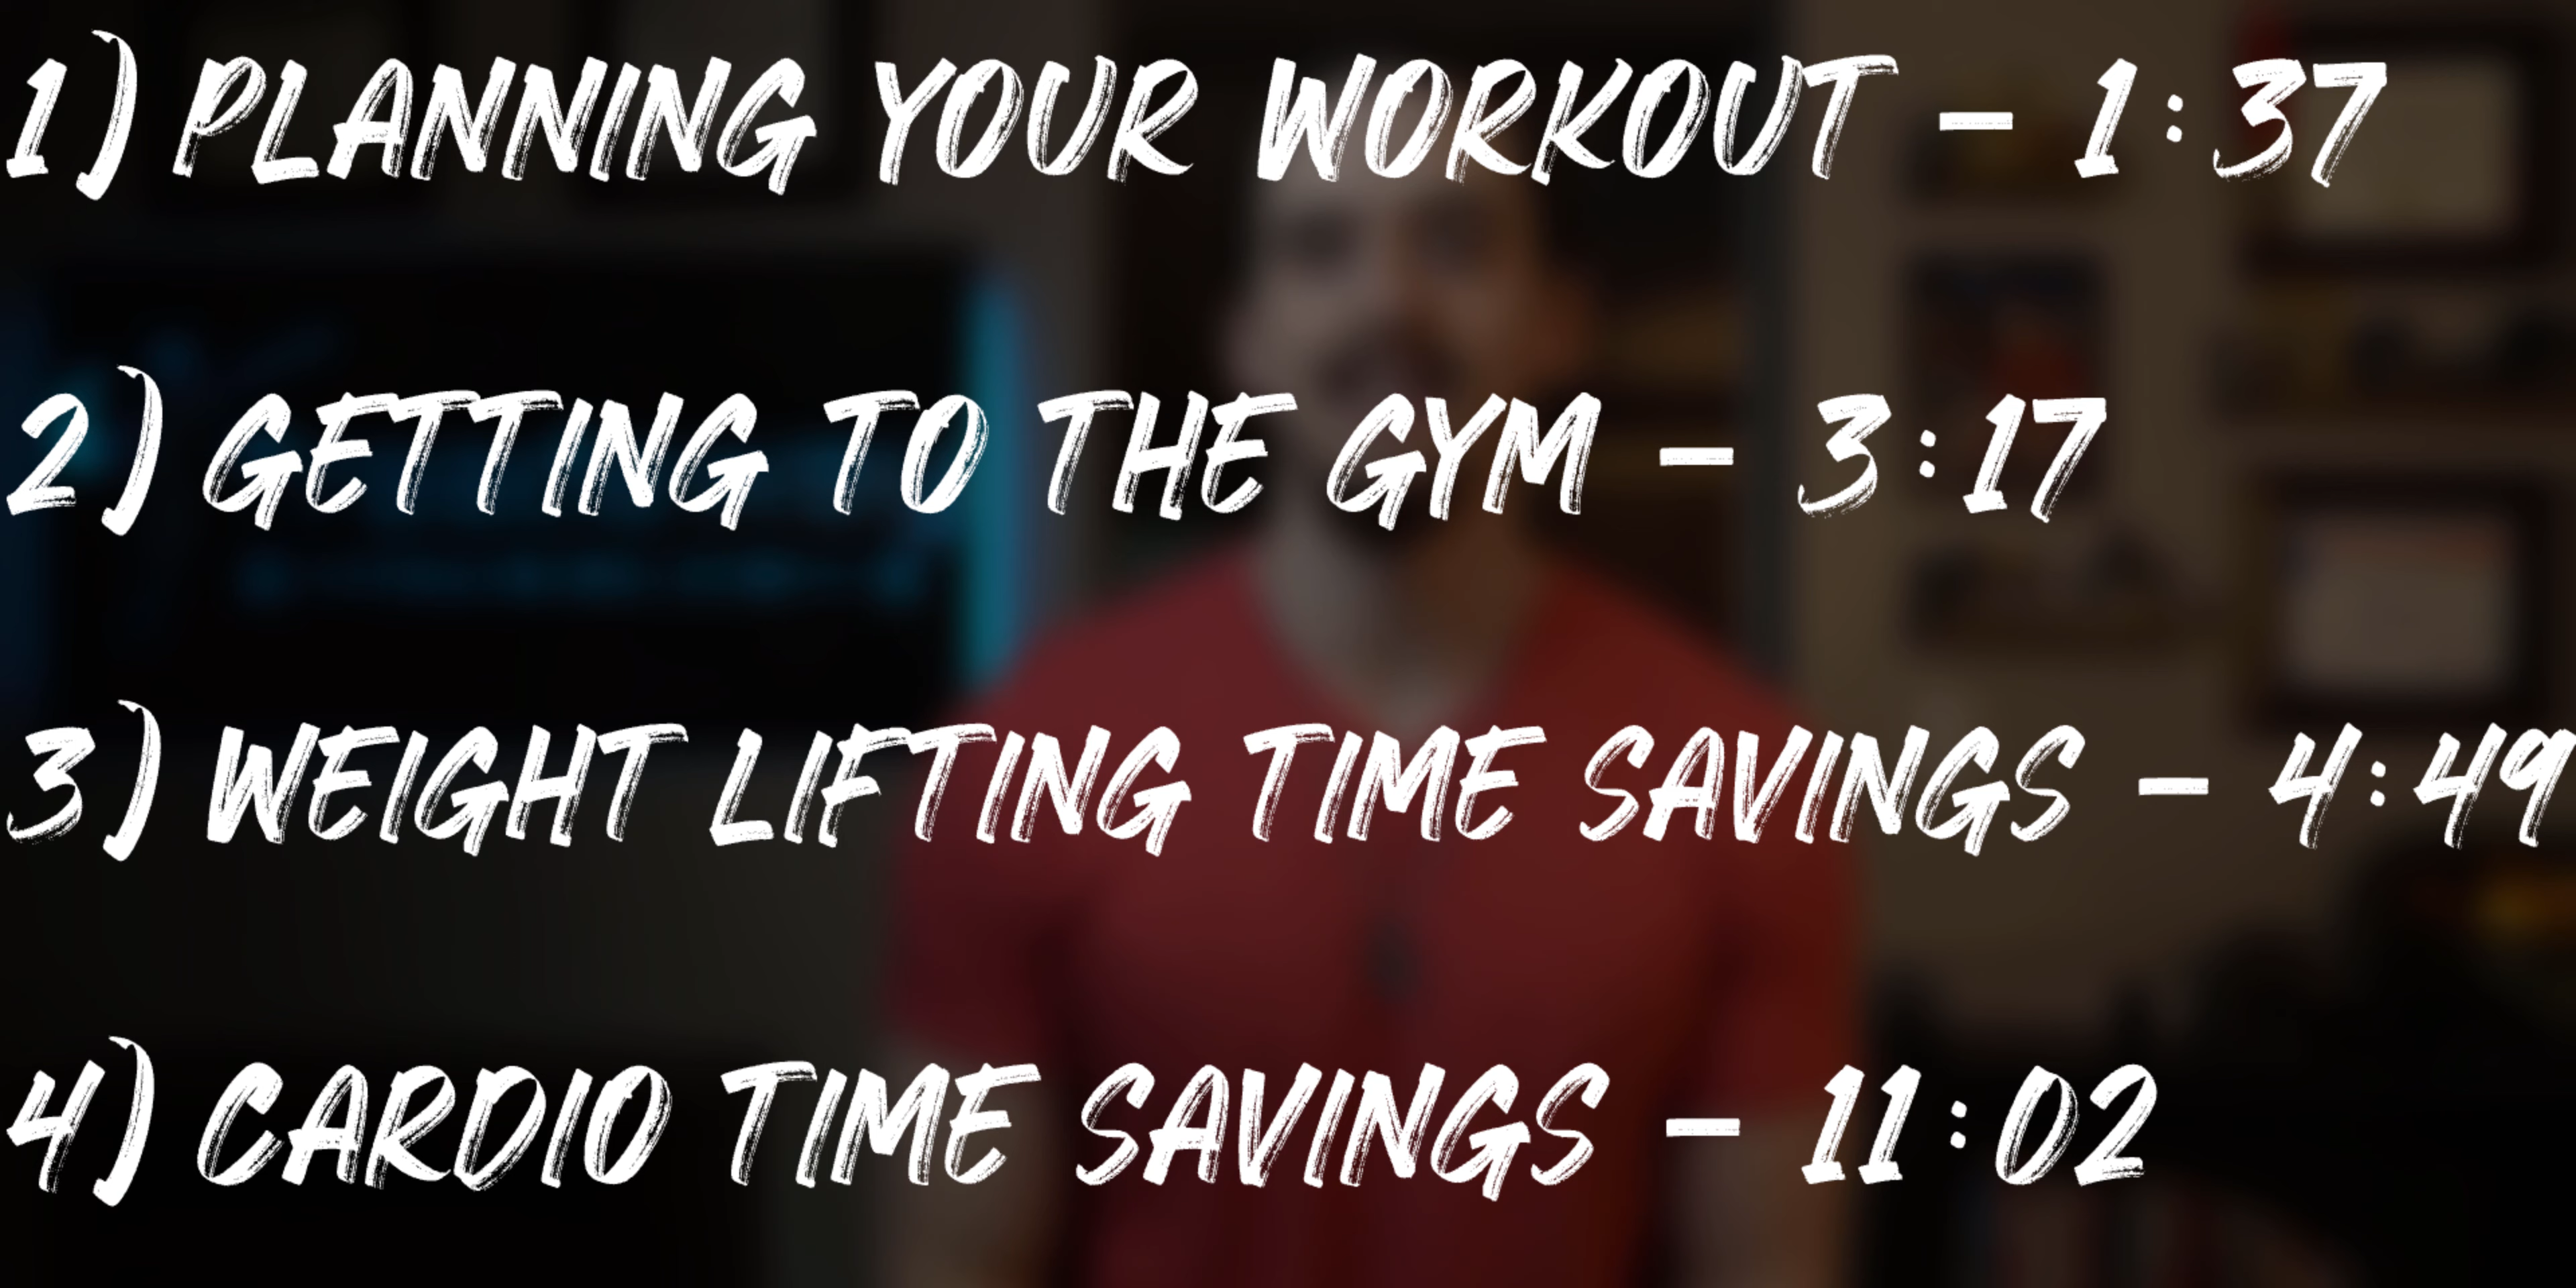 1) PLANNING YOUR WORKOUT - 1:37
2) GETTING TO THE GYM - 3:17
3) WEIGHT LIFTING TIME SAVINGS - 4:49
4) CARDIO TIME SAVINGS - 11:02